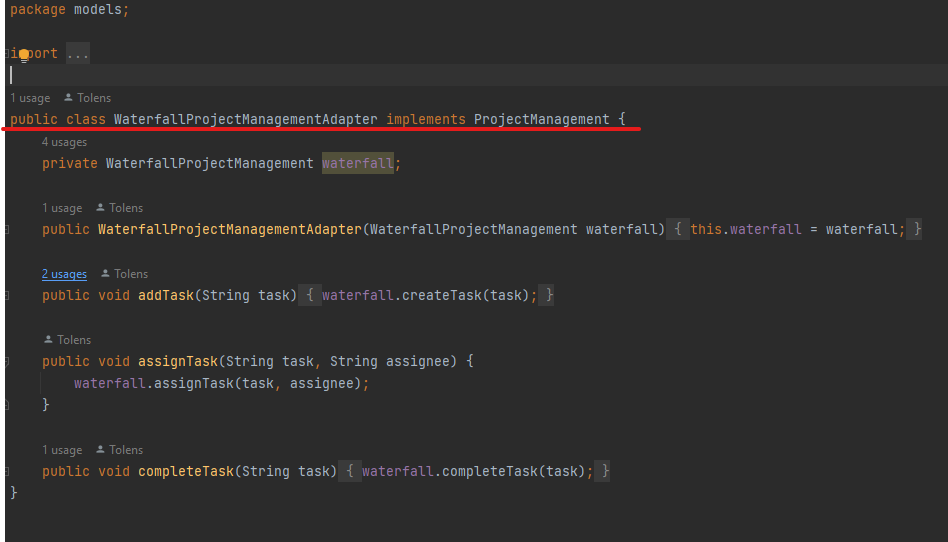 package models;
import ...
1 usage Tolens
public class WaterfallProjectManagementAdapter implements ProjectManagement {
4 usages
private WaterfallProjectManagement waterfall;
1 usage Tolens
public WaterfallProjectManagementAdapter(WaterfallProjectManagement waterfall) { this.waterfall = waterfall; }
2 usages Tolens
public void addTask(String task) { waterfall.createTask(task); }
Tolens
public void assignTask(String task, String assignee) {
waterfall.assignTask(task, assignee);
}
1 usage Tolens
public void completeTask(String task) { waterfall.completeTask(task); }
}